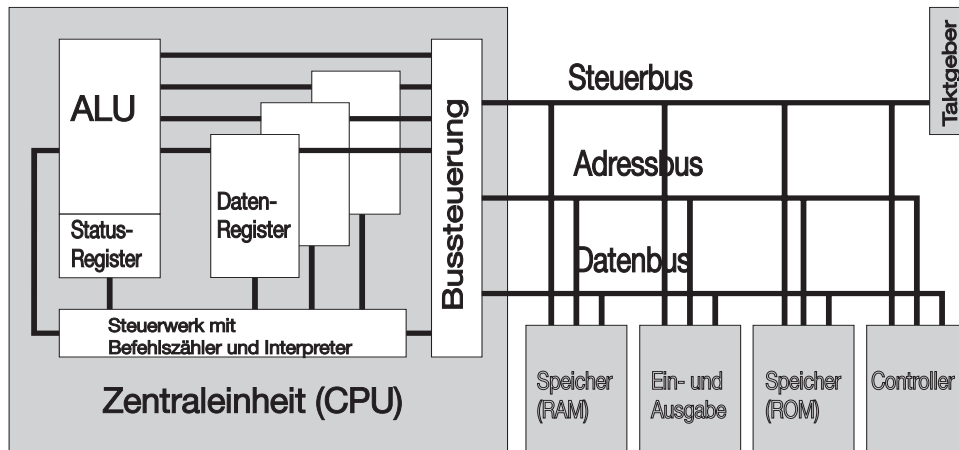 ALU
Status-
Register
Daten-
Register
Steuerwerk mit
Befehlszähler und Interpreter
Zentraleinheit (CPU)
Bussteuerung
Steuerbus
Adressbus
Datenbus
Taktgeber
Speicher
(RAM)
Ein- und
Ausgabe
Speicher
(ROM)
Controller